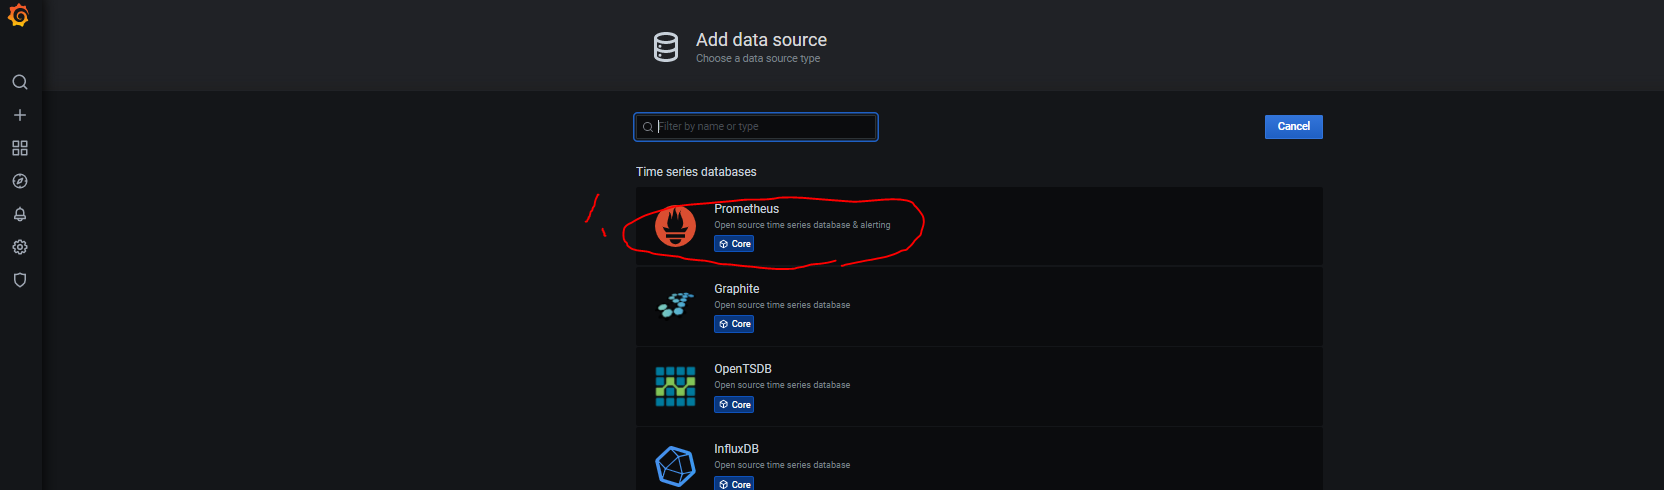 Add data source
Choose a data source type
Filter by name or type
Cancel
Time series databases
Prometheus
Open source time series database & alerting
Core
Graphite
Open source time series database
Core
OpenTSDB
Open source time series database
Core
InfluxDB
Open source time series database
Core